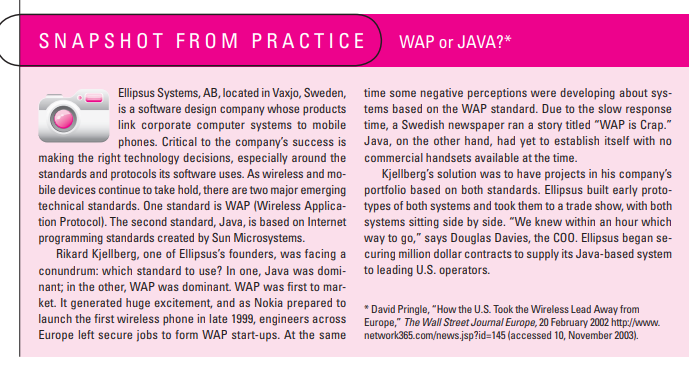 SNAPSHOT FROM PRACTICE WAP or JAVA?*
Ellipsus Systems, AB, located in Vaxjo, Sweden,
is a software design company whose products
link corporate computer systems to mobile
phones. Critical to the company's success is
making the right technology decisions, especially around the
standards and protocols its software uses. As wireless and mo-
bile devices continue to take hold, there are two major emerging
technical standards. One standard is WAP (Wireless Applica-
tion Protocol). The second standard, Java, is based on Internet
programming standards created by Sun Microsystems.
Rikard Kjellberg, one of Ellipsus's founders, was facing a
conundrum: which standard to use? In one, Java was domi-
nant; in the other, WAP was dominant. WAP was first to mar-
ket. It generated huge excitement, and as Nokia prepared to
launch the first wireless phone in late 1999, engineers across
Europe left secure jobs to form WAP start-ups. At the same
time some negative perceptions were developing about sys-
tems based on the WAP standard. Due to the slow response
time, a Swedish newspaper ran a story titled "WAP is Crap."
Java, on the other hand, had yet to establish itself with no
commercial handsets available at the time.
Kjellberg's solution was to have projects in his company's
portfolio based on both standards. Ellipsus built early proto-
types of both systems and took them to a trade show, with both
systems sitting side by side. "We knew within an hour which
way to go," says Douglas Davies, the COO. Ellipsus began se-
curing million dollar contracts to supply its Java-based system
to leading U.S. operators.
* David Pringle, "How the U.S. Took the Wireless Lead Away from
Europe," The Wall Street Journal Europe, 20 February 2002 http://www.
network365.com/news.jsp?id=145 (accessed 10, November 2003).